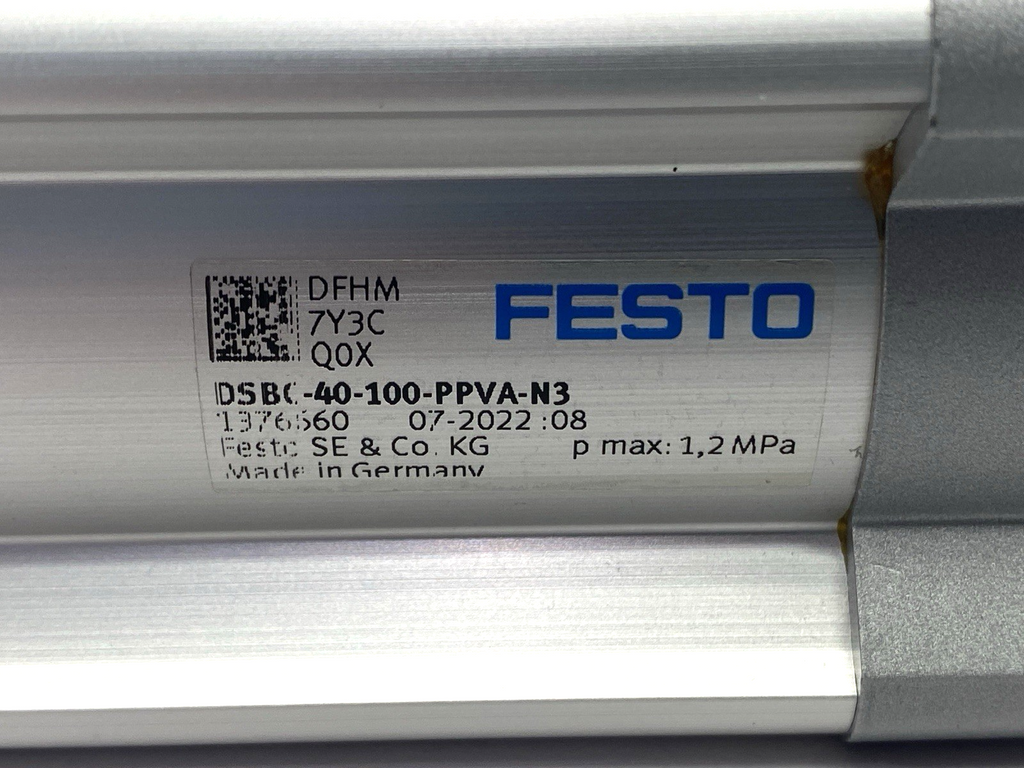 DFHM
7Y3C
Q0X
FESTO
DSBC-40-100-PPVA-N3
1376660 07-2022 :08
Festo SE & Co. KG p max: 1,2 MPa
Made in Germany